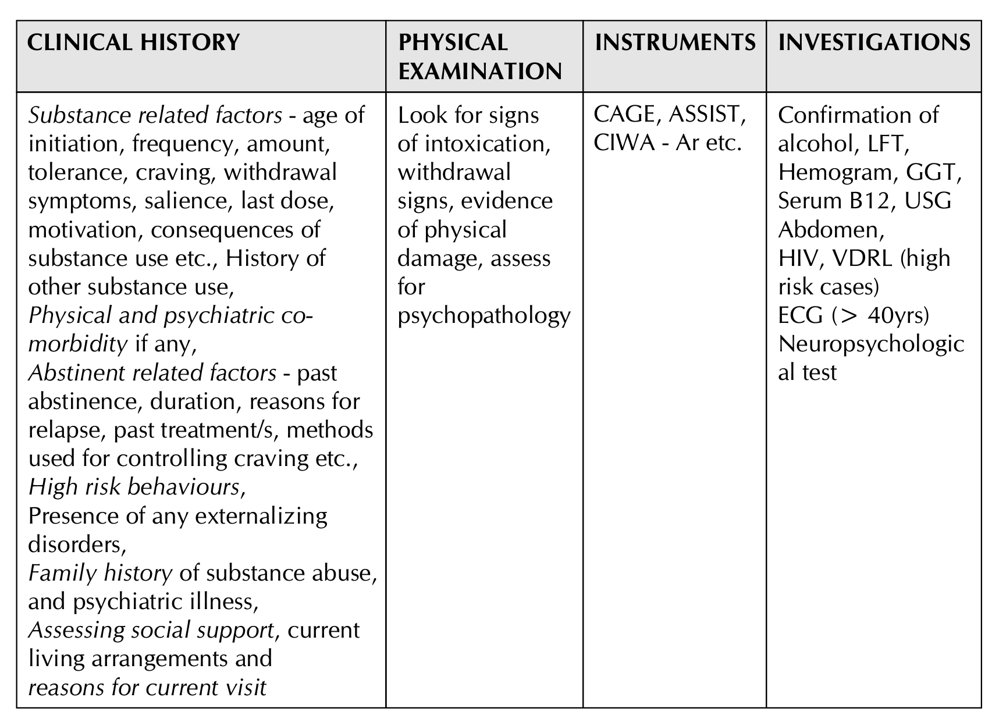 CLINICAL HISTORY
PHYSICAL
EXAMINATION
INSTRUMENTS
INVESTIGATIONS
Substance related factors - age of
initiation, frequency, amount,
tolerance, craving, withdrawal
symptoms, salience, last dose,
motivation, consequences of
substance use etc., History of
other substance use,
Physical and psychiatric co-
morbidity if any,
Abstinent related factors - past
abstinence, duration, reasons for
relapse, past treatment/s, methods
used for controlling craving etc.,
High risk behaviours,
Presence of any externalizing
disorders,
Family history of substance abuse,
and psychiatric illness,
Assessing social support, current
living arrangements and
reasons for current visit
Look for signs
of intoxication,
withdrawal
signs, evidence
of physical
damage, assess
for
psychopathology
CAGE, ASSIST,
CIWA - Ar etc.
Confirmation of
alcohol, LFT,
Hemogram, GGT,
Serum B12, USG
Abdomen,
HIV, VDRL (high
risk cases)
ECG (> 40yrs)
Neuropsychologic
al test